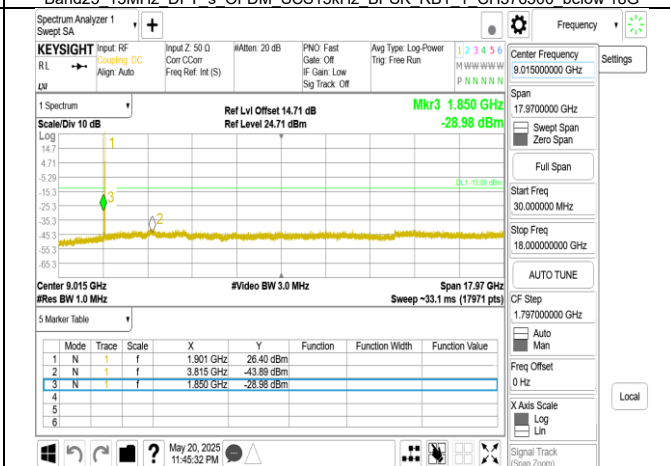 Band25_15MHz_DFT_s_OFDM_SCS15kHz_BPSK_RB1_1_CH378300_below 18G
Spectrum Analyzer 1
Swept SA
Frequency
KEYSIGHT
Input: RF
Input Z: 50 Ω
#Atten: 20 dB
PNO: Fast
Avg Type: Log-Power
1 2 3 4 5 6
RL
Coupling: DC
Corr CCorr
Gate: Off
Trig: Free Run
M W W W W W
Align: Auto
Freq Ref: Int (S)
IF Gain: Low
P N N N N N
Sig Track: Off
LXI
1 Spectrum
Ref Lvl Offset 14.71 dB
Mkr3 1.850 GHz
Scale/Div 10 dB
Ref Level 24.71 dBm
-28.98 dBm
Log
14.7
4.71
-5.29
-15.3
-25.3
-35.3
-45.3
-55.3
-65.3
1
3
2
DL1 -13.00 dBm
Center 9.015 GHz
#Video BW 3.0 MHz
Span 17.97 GHz
#Res BW 1.0 MHz
Sweep ~33.1 ms (17971 pts)
5 Marker Table
Mode Trace Scale X Y Function Function Width Function Value
1 N 1 f 1.901 GHz 26.40 dBm
2 N 1 f 3.815 GHz -43.89 dBm
3 N 1 f 1.850 GHz -28.98 dBm
4
5
6
May 20, 2025
11:45:32 PM
Center Frequency
9.015000000 GHz
Settings
Span
17.9700000 GHz
Swept Span
Zero Span
Full Span
Start Freq
30.000000 MHz
Stop Freq
18.000000000 GHz
AUTO TUNE
CF Step
1.797000000 GHz
Auto
Man
Freq Offset
0 Hz
X Axis Scale
Log
Lin
Local
Signal Track
(Span Zoom)